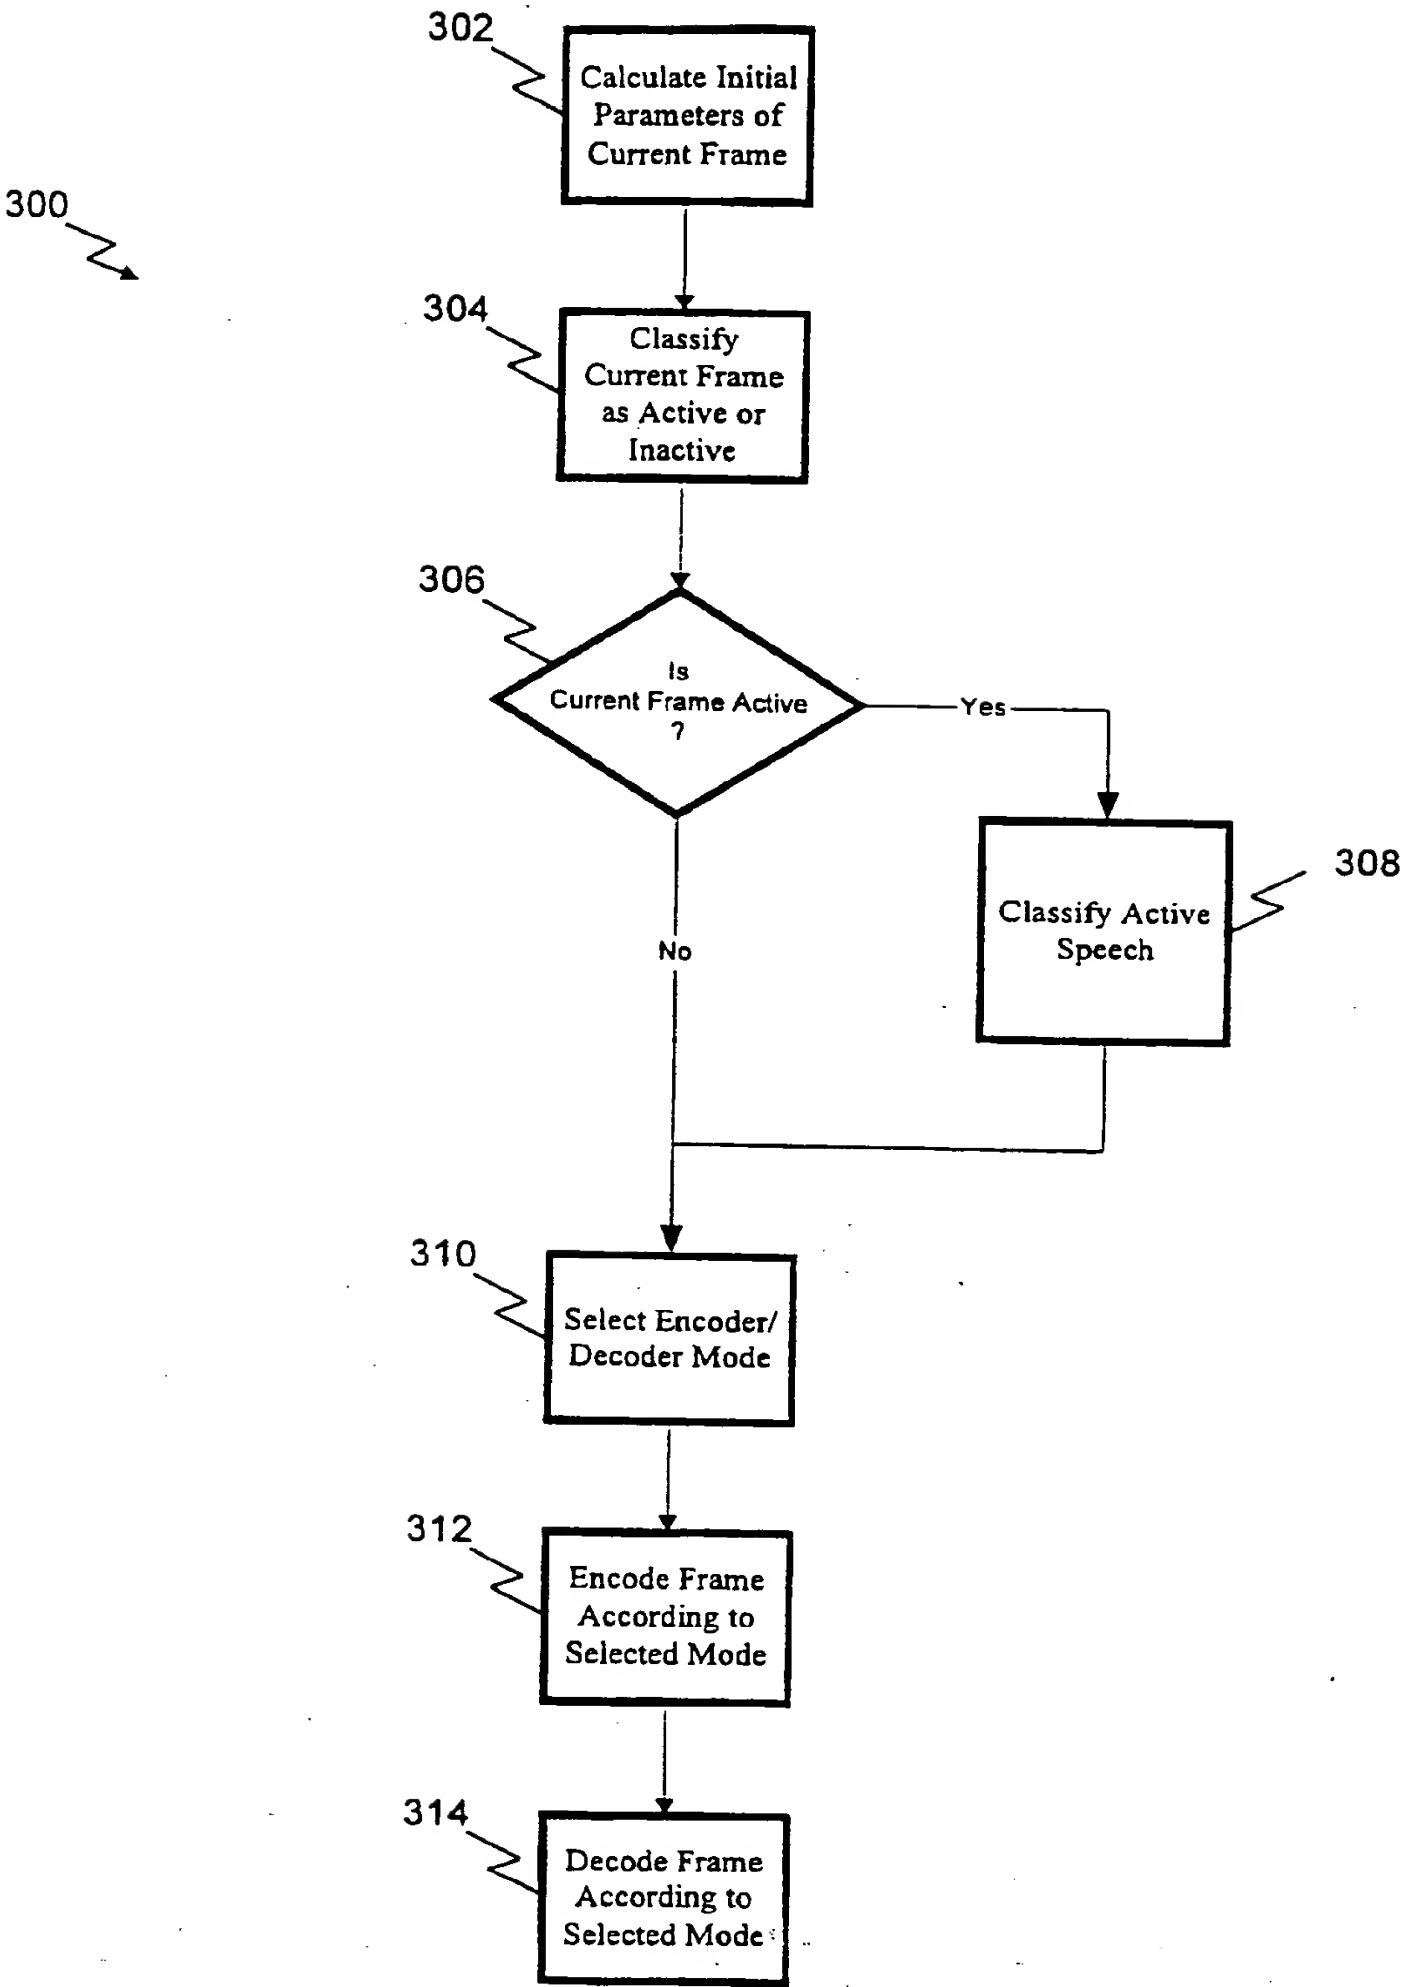 302
Calculate Initial
Parameters of
Current Frame
300
304
Classify
Current Frame
as Active or
Inactive
306
Is
Current Frame Active
?
Yes
308
Classify Active
Speech
No
310
Select Encoder/
Decoder Mode
312
Encode Frame
According to
Selected Mode
314
Decode Frame
According to
Selected Mode